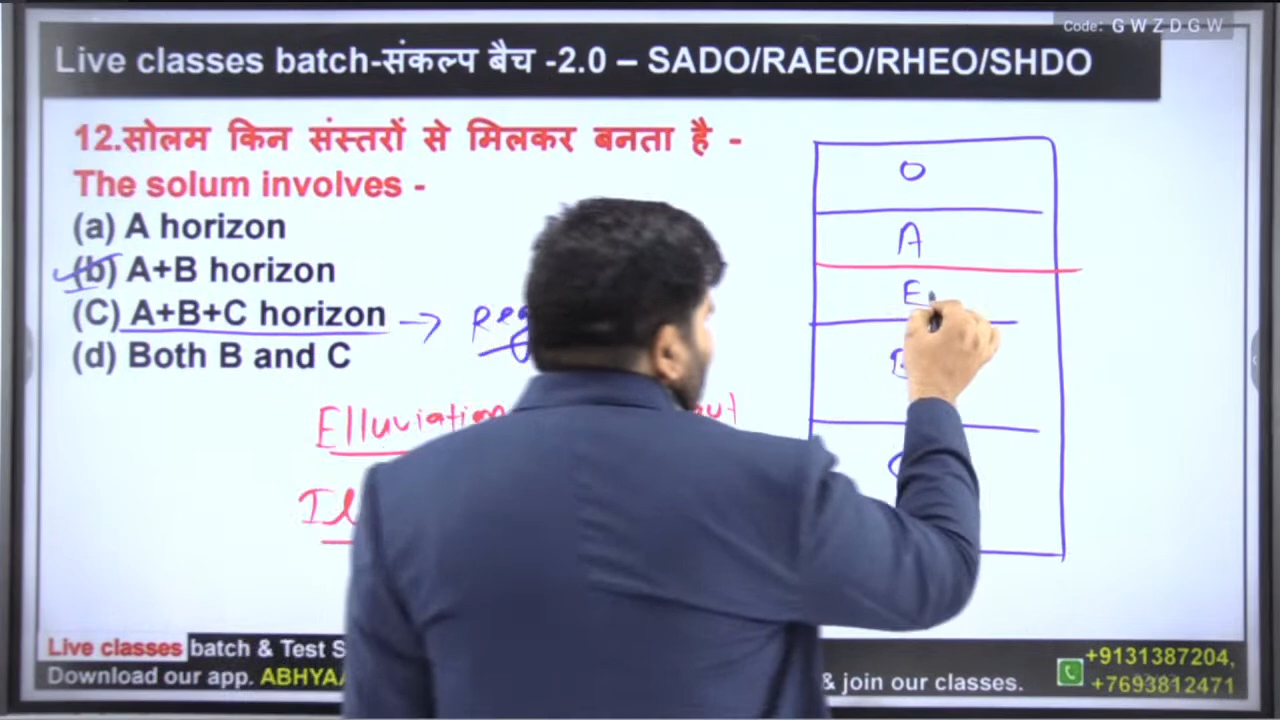 Code: G W Z D G W
Live classes batch-संकल्प बैच -2.0 – SADO/RAEO/RHEO/SHDO
12.सोलम किन संस्तरों से मिलकर बनता है -
The solum involves -
(a) A horizon
(b) A+B horizon
(C) A+B+C horizon →
(d) Both B and C
Elluviation
O
A
E
Live classes batch & Test
Download our app.
& join our classes.
+9131387204,
+7693812471